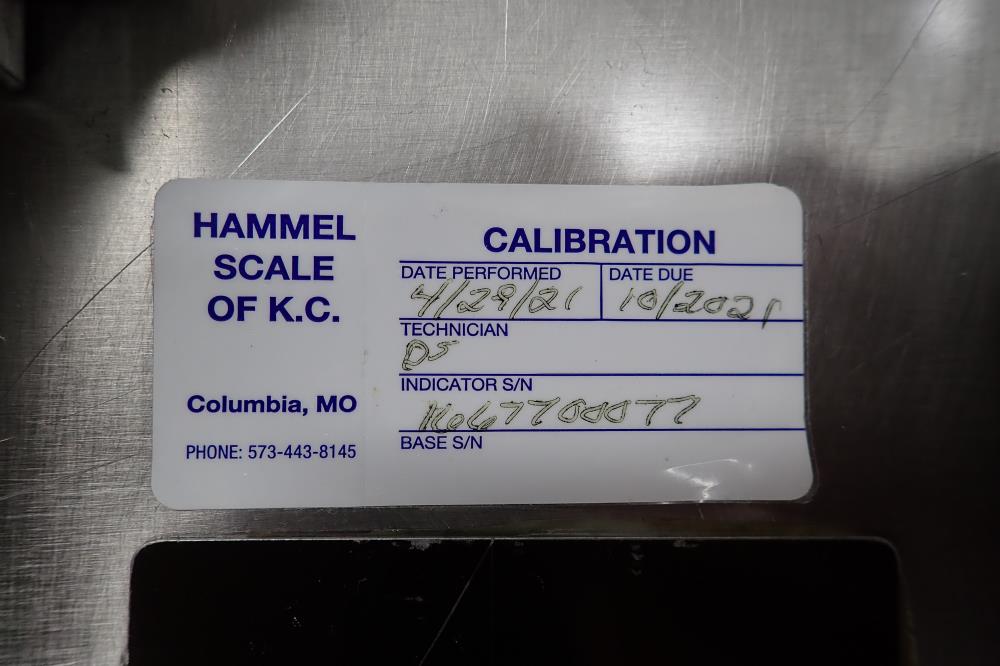 HAMMEL
SCALE
OF K.C.
Columbia, MO
PHONE: 573-443-8145
CALIBRATION
DATE PERFORMED
4/29/21
DATE DUE
10/2021
TECHNICIAN
DS
INDICATOR S/N
K067700077
BASE S/N